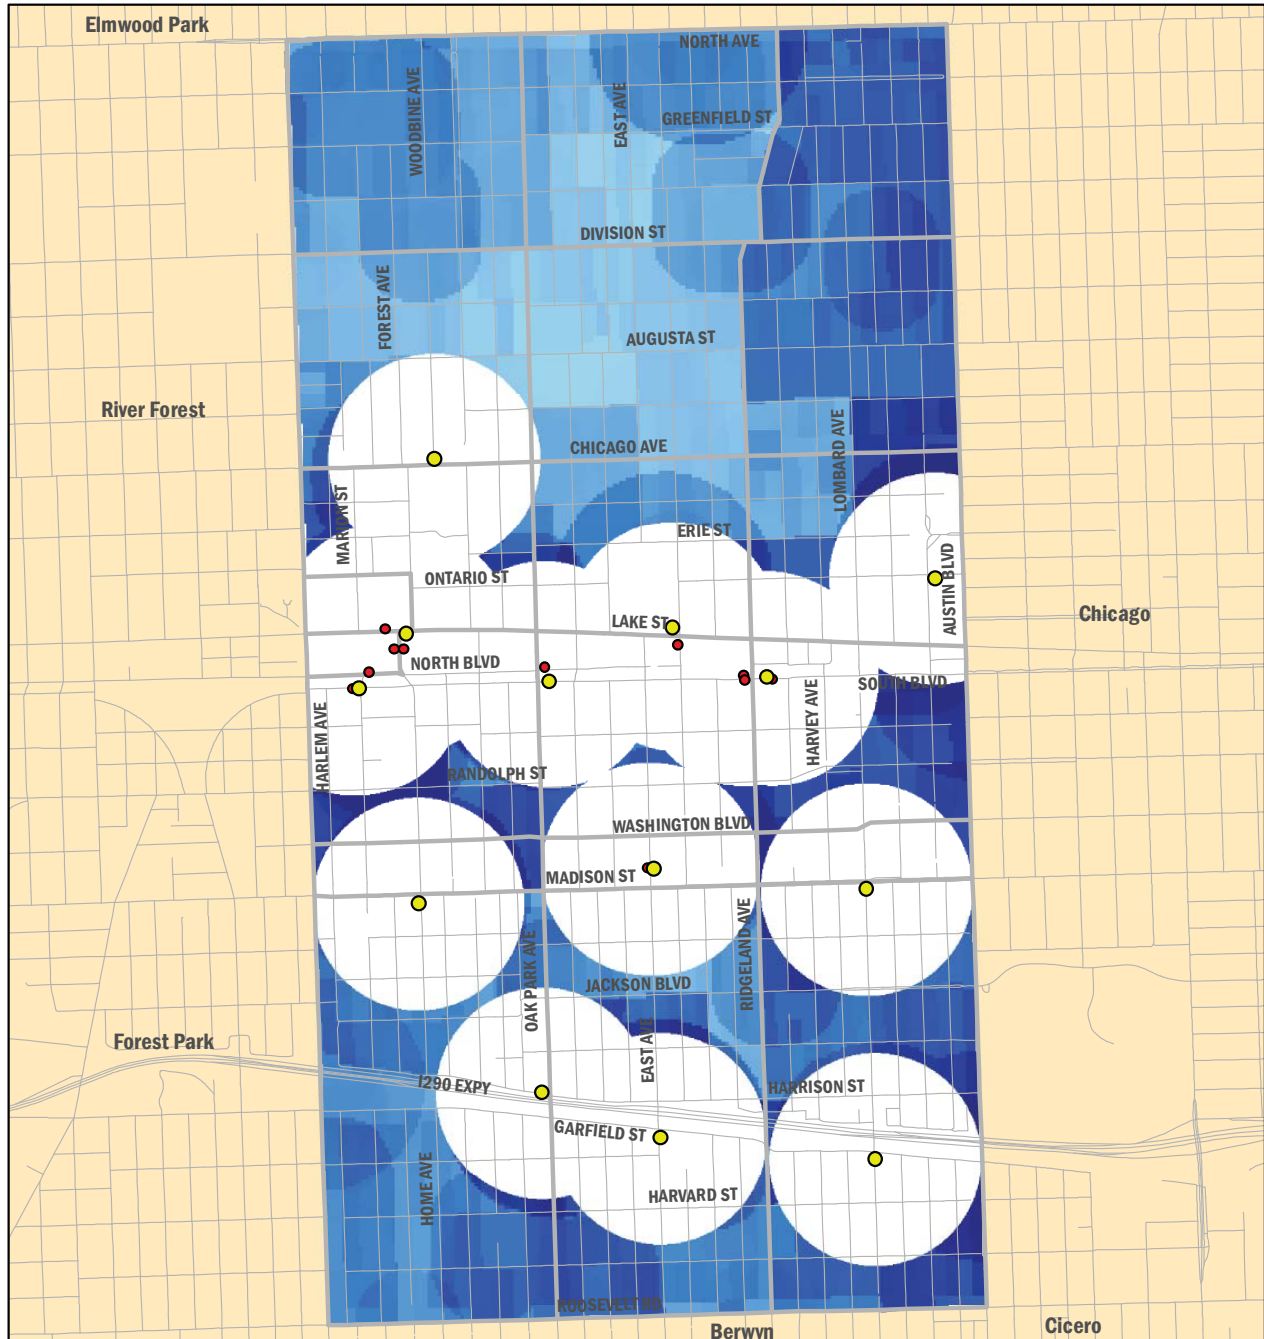 Elmwood Park
NORTH AVE
WOODBINE AVE
EAST AVE
GREENFIELD ST
DIVISION ST
FOREST AVE
AUGUSTA ST
River Forest
CHICAGO AVE
LOMBARD AVE
MARION ST
ERIE ST
ONTARIO ST
AUSTIN BLVD
LAKE ST
Chicago
NORTH BLVD
SOUTH BLVD
HARLEM AVE
HARVEY AVE
RANDOLPH ST
WASHINGTON BLVD
MADISON ST
RIDGELAND AVE
OAK PARK AVE
JACKSON BLVD
Forest Park
EAST AVE
I290 EXPY
HARRISON ST
GARFIELD ST
HOME AVE
HARVARD ST
ROOSEVELT RD
Berwyn
Cicero